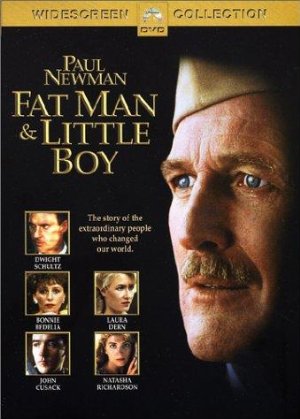 WIDESCREEN DVD COLLECTION
PAUL
NEWMAN
FAT MAN
& LITTLE
BOY
The story of the
extraordinary people
who changed
our world.
DWIGHT
SCHULTZ
BONNIE
BEDELIA
LAURA
DERN
JOHN
CUSACK
NATASHA
RICHARDSON